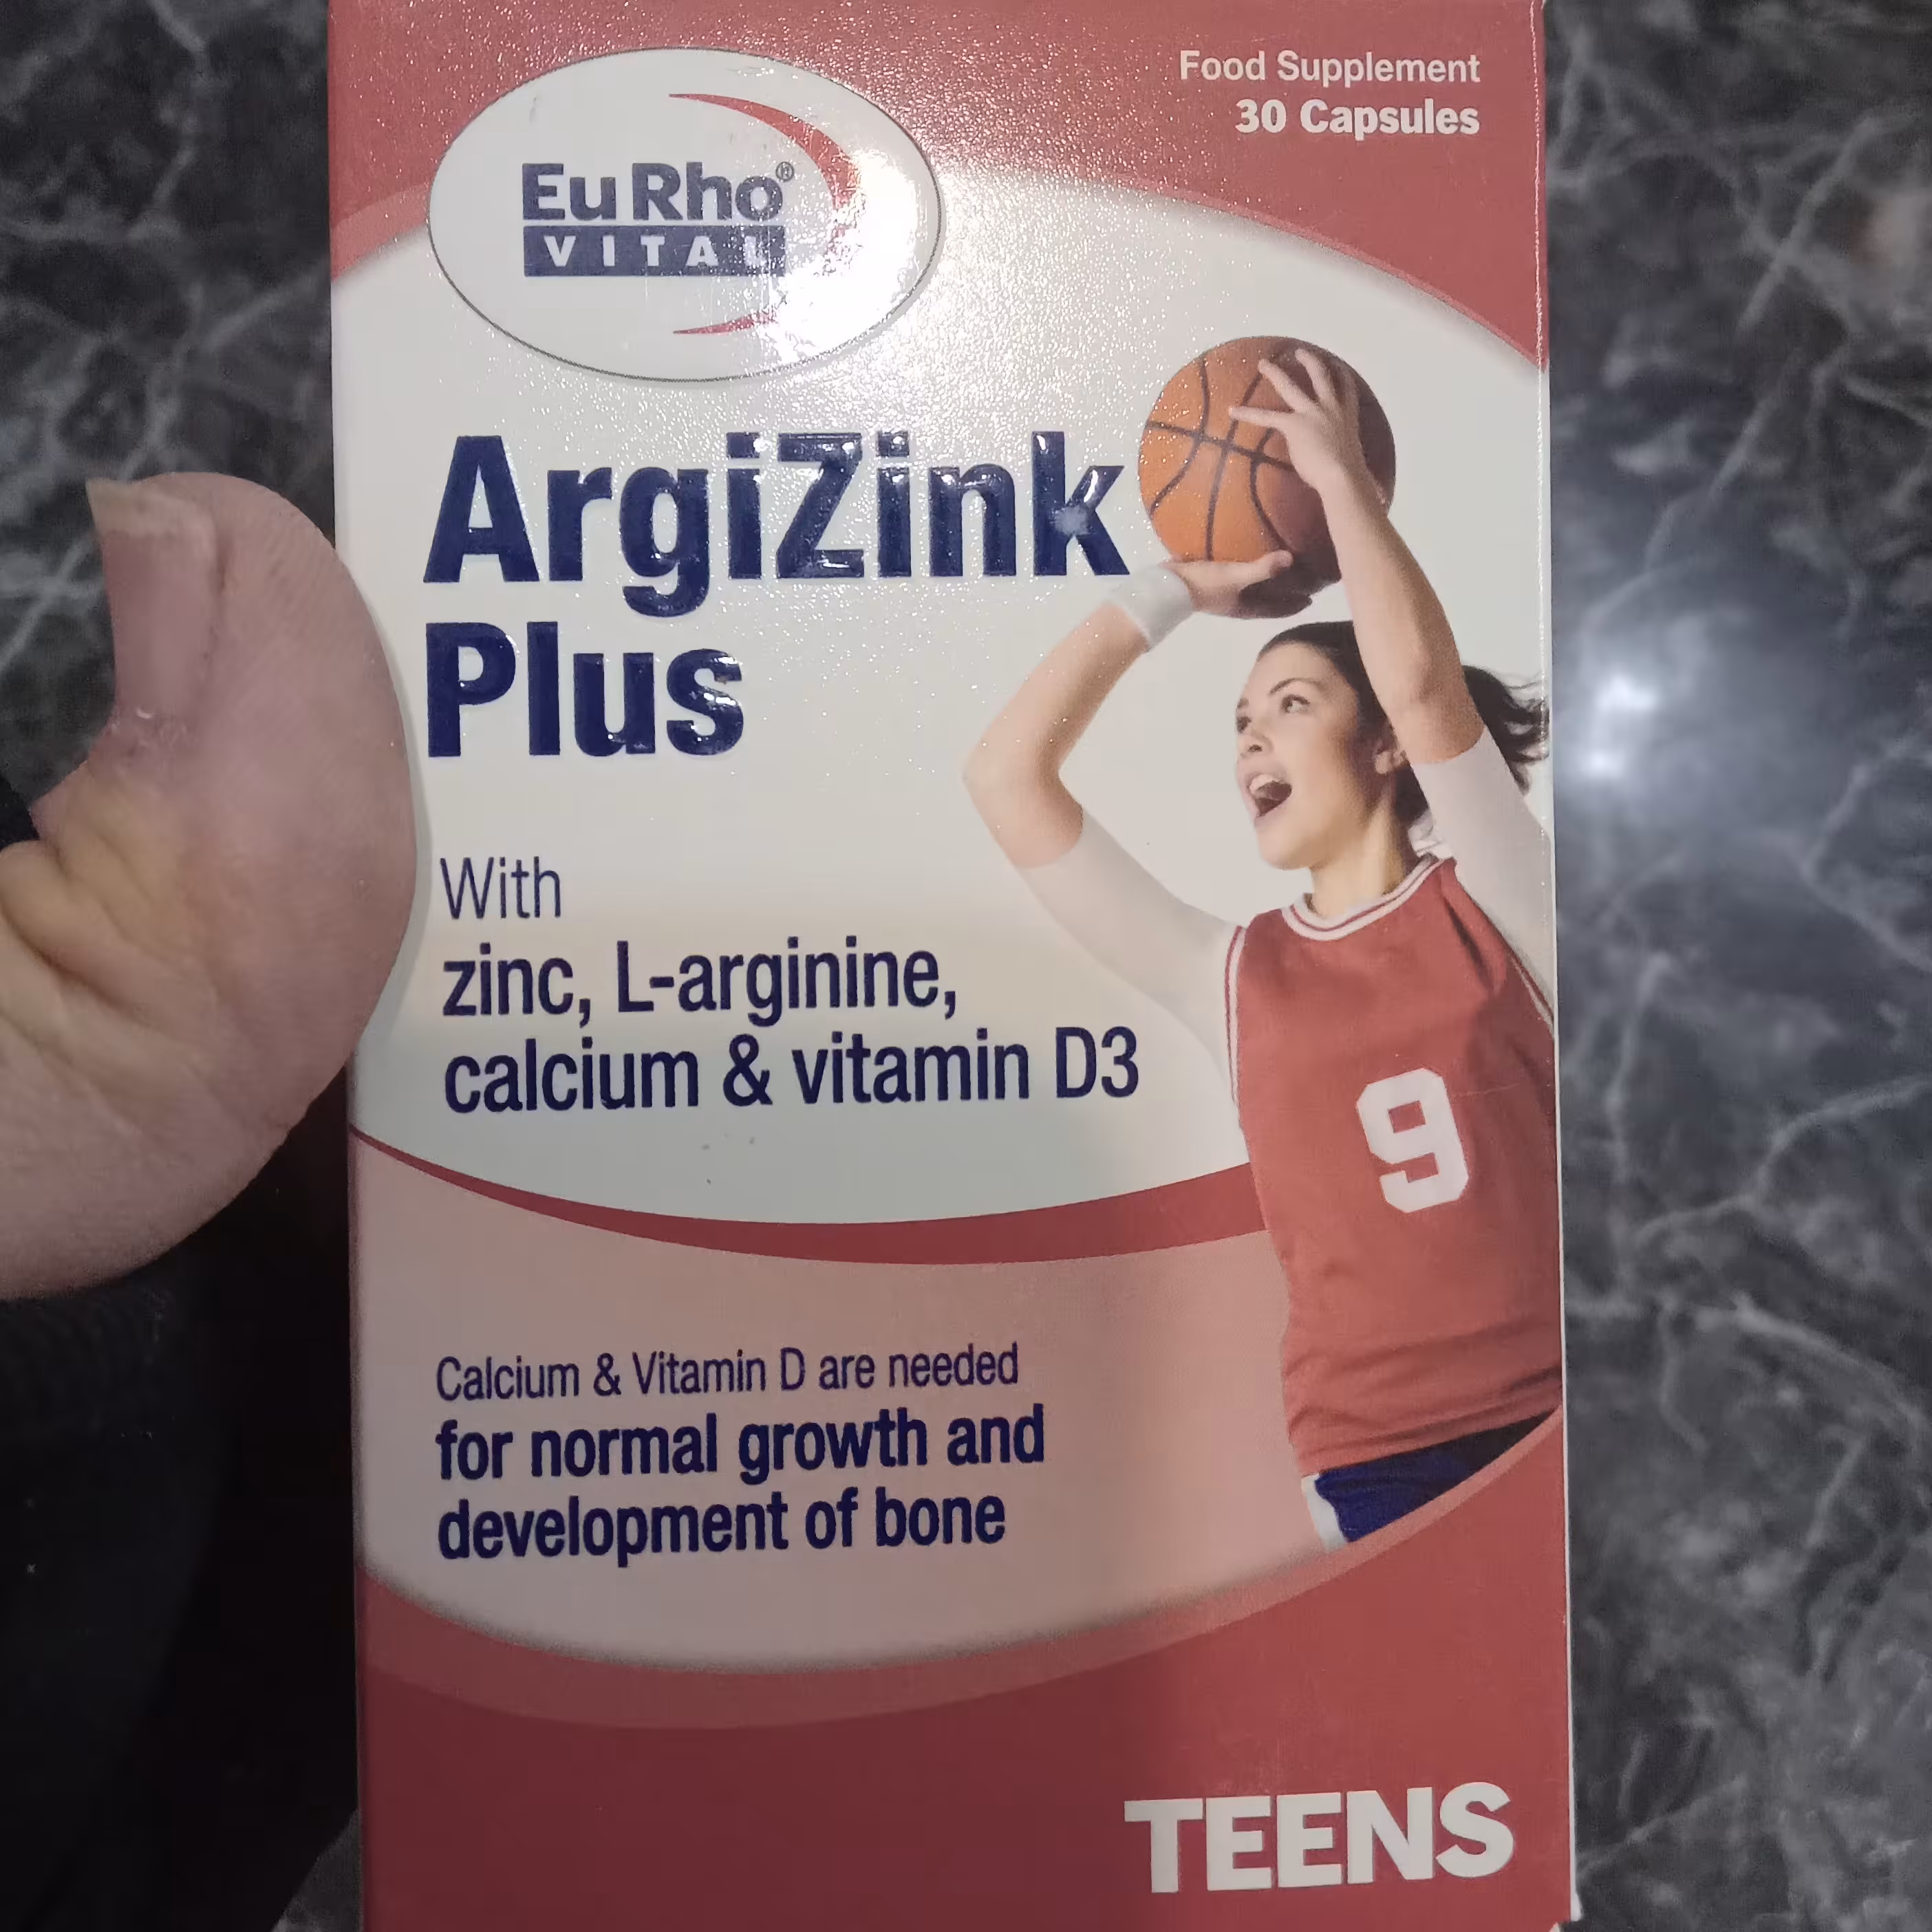 Food Supplement
30 Capsules
EuRho®
VITAL
ArgiZink
Plus
With
zinc, L-arginine,
calcium & vitamin D3
9
Calcium & Vitamin D are needed
for normal growth and
development of bone
TEENS